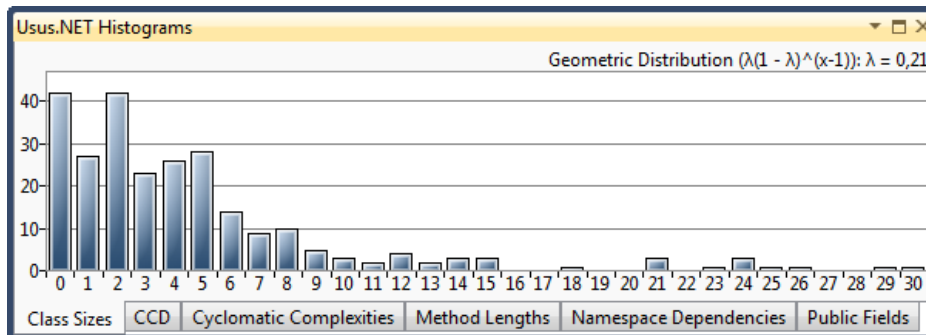 Usus.NET Histograms
Geometric Distribution (λ(1 - λ)^(x-1)): λ = 0,21
40
30
20
10
0
0 1 2 3 4 5 6 7 8 9 10 11 12 13 14 15 16 17 18 19 20 21 22 23 24 25 26 27 28 29 30
Class Sizes CCD Cyclomatic Complexities Method Lengths Namespace Dependencies Public Fields